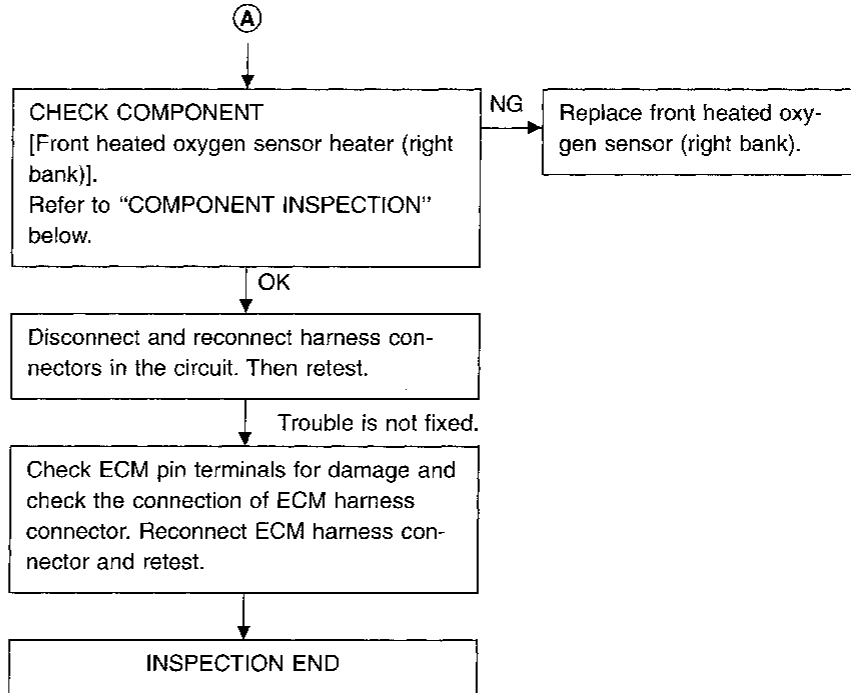 A
CHECK COMPONENT
[Front heated oxygen sensor heater (right
bank)].
Refer to “COMPONENT INSPECTION”
below.
NG
Replace front heated oxy-
gen sensor (right bank).
OK
Disconnect and reconnect harness con-
nectors in the circuit. Then retest.
Trouble is not fixed.
Check ECM pin terminals for damage and
check the connection of ECM harness
connector. Reconnect ECM harness con-
nector and retest.
INSPECTION END